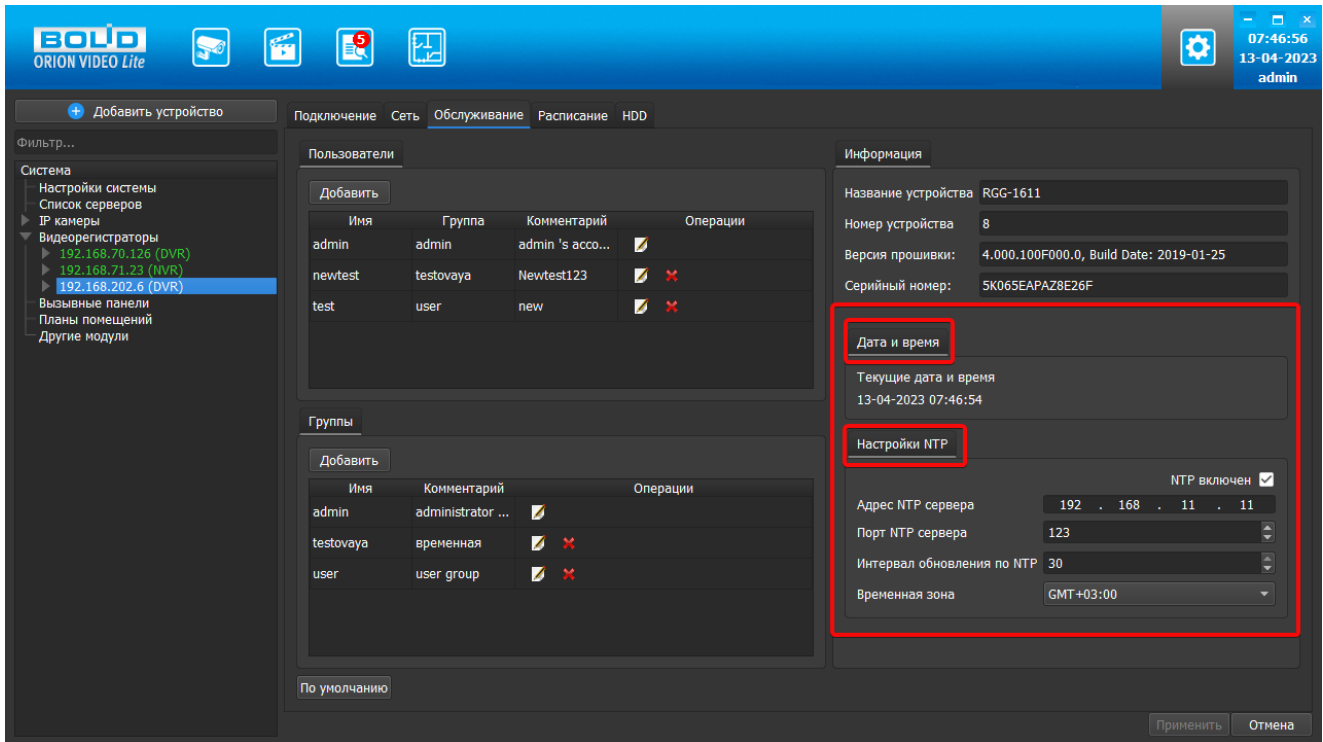 BOLID
ORION VIDEO Lite
5
07:46:56
13-04-2023
admin
Добавить устройство
Фильтр...
Система
Настройки системы
Список серверов
IP камеры
Видеорегистраторы
192.168.70.126 (DVR)
192.168.71.23 (NVR)
192.168.202.6 (DVR)
Вызывные панели
Планы помещений
Другие модули
Подключение Сеть Обслуживание Расписание HDD
Пользователи
Добавить
Имя Группа Комментарий Операции
admin admin admin 's acco...
newtest testovaya Newtest123
test user new
Группы
Добавить
Имя Комментарий Операции
admin administrator ...
testovaya временная
user user group
По умолчанию
Информация
Название устройства RGG-1611
Номер устройства 8
Версия прошивки: 4.000.100F000.0, Build Date: 2019-01-25
Серийный номер: 5K065EAPAZ8E26F
Дата и время
Текущие дата и время
13-04-2023 07:46:54
Настройки NTP
NTP включен
Адрес NTP сервера 192 . 168 . 11 . 11
Порт NTP сервера 123
Интервал обновления по NTP 30
Временная зона GMT+03:00
Применить Отмена